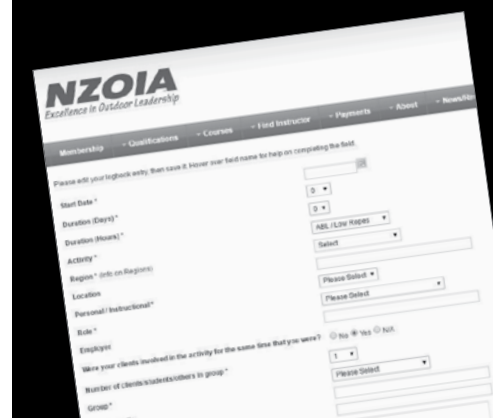 NZOIA
Excellence in Outdoor Leadership
Membership Qualifications Courses Find Instructor Payments About
Please edit your logbook entry, then save it. Hover over field name for help on completing the field.
Start Date *
Duration (Days) * 0
Duration (Hours) * 0
Activity * ABL / Low Ropes
Region * (Info on Regions) Select
Location
Personal / Instructional * Please Select
Role * Please Select
Employer
Were your clients involved in the activity for the same time that you were? No Yes N/A
Number of clients/students/others in group * 1
Group * Please Select